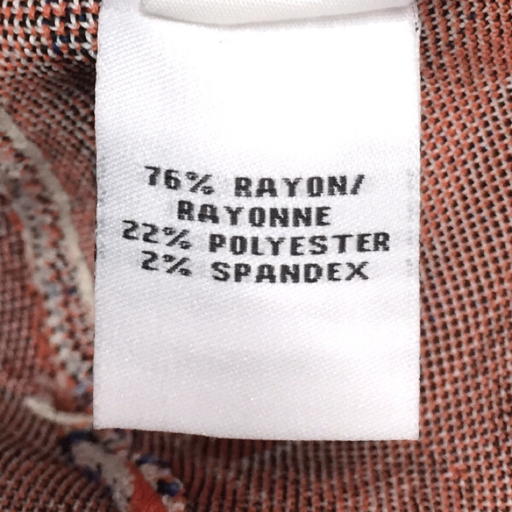 76% RAYON/
RAYONNE
22% POLYESTER
2% SPANDEX